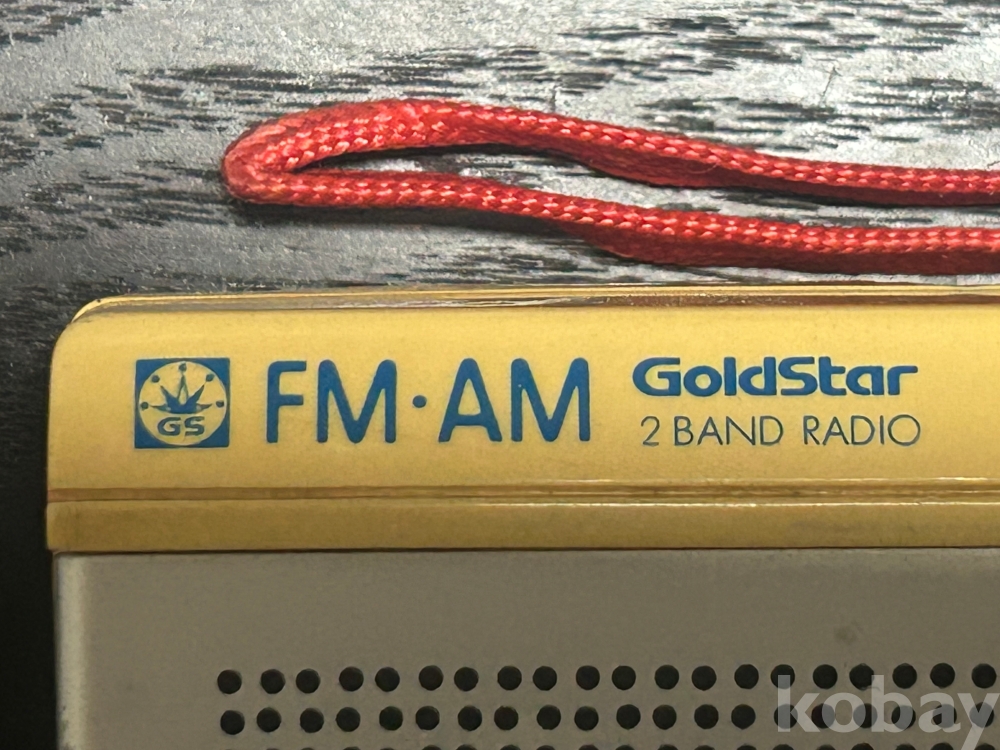 GS
FM·AM
GoldStar
2 BAND RADIO
kobay